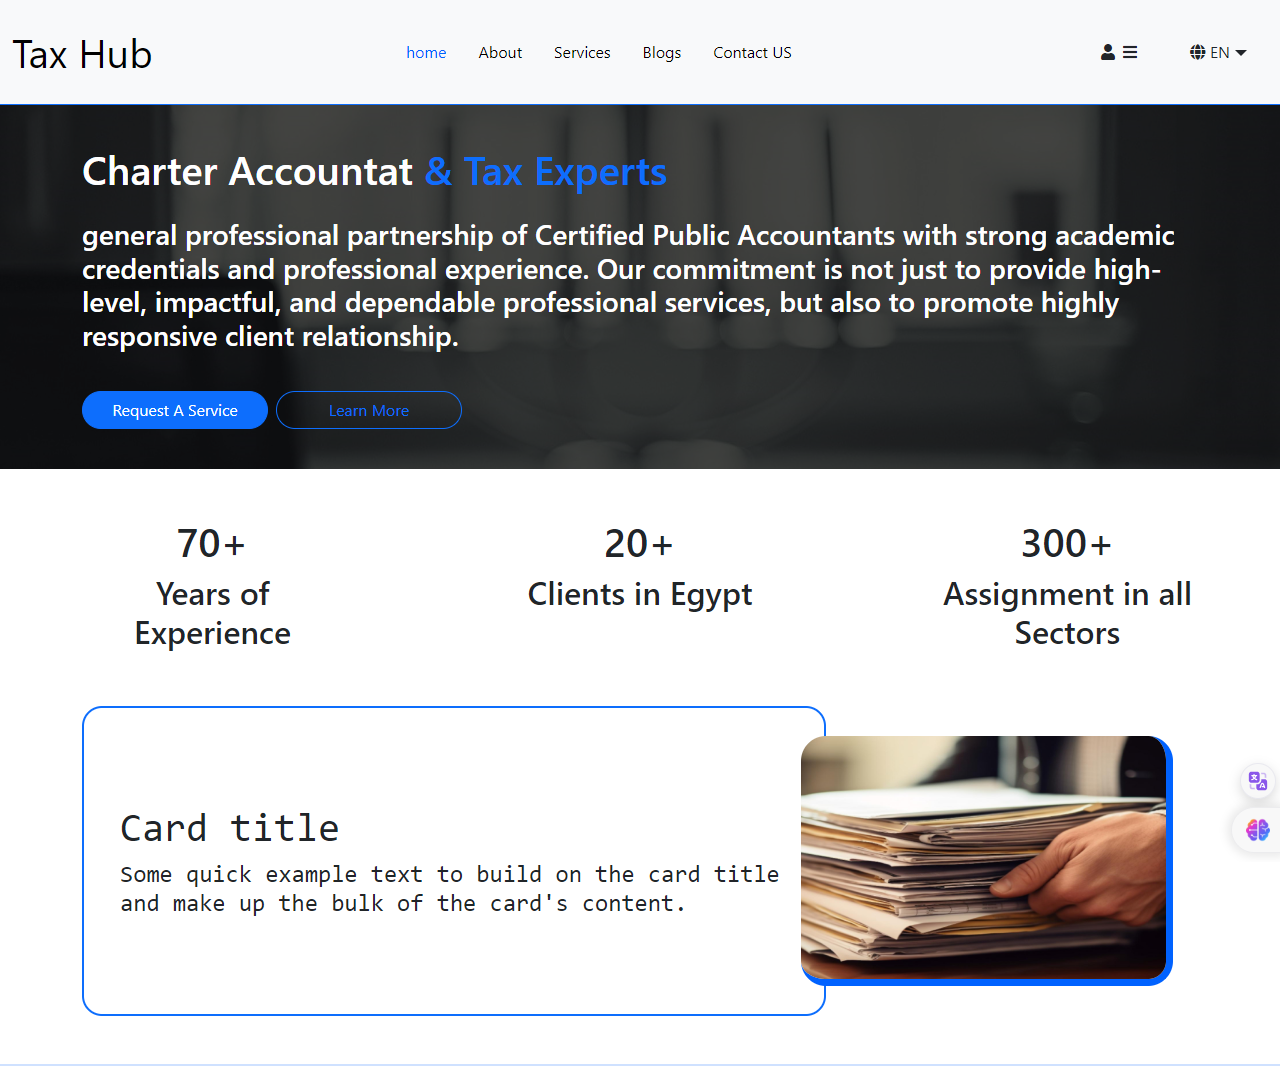 Tax Hub
home About Services Blogs Contact US
EN
Charter Accountat & Tax Experts
general professional partnership of Certified Public Accountants with strong academic
credentials and professional experience. Our commitment is not just to provide high-
level, impactful, and dependable professional services, but also to promote highly
responsive client relationship.
Request A Service Learn More
70+
Years of
Experience
20+
Clients in Egypt
300+
Assignment in all
Sectors
Card title
Some quick example text to build on the card title
and make up the bulk of the card's content.